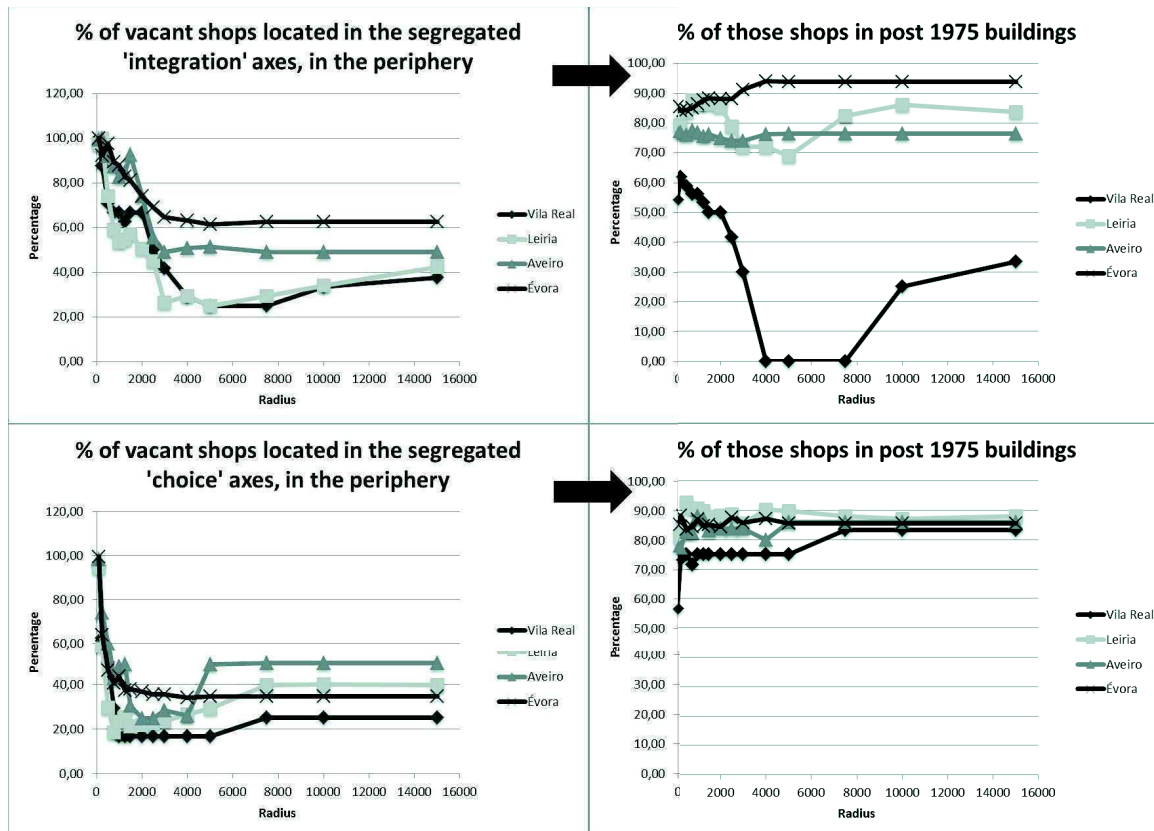 % of vacant shops located in the segregated
'integration' axes, in the periphery
120,00
100,00
80,00
60,00
40,00
20,00
0,00
Percentage
0 2000 4000 6000 8000 10000 12000 14000 16000
Radius
Vila Real
Leiria
Aveiro
Évora
% of those shops in post 1975 buildings
100,00
90,00
80,00
70,00
60,00
50,00
40,00
30,00
20,00
10,00
0,00
Percentage
0 2000 4000 6000 8000 10000 12000 14000 16000
Radius
Vila Real
Leiria
Aveiro
Évora
% of vacant shops located in the segregated
'choice' axes, in the periphery
120,00
100,00
80,00
60,00
40,00
20,00
0,00
Perientage
0 2000 4000 6000 8000 10000 12000 14000 16000
Radius
Vila Real
Leiria
Aveiro
Évora
% of those shops in post 1975 buildings
100,00
90,00
80,00
70,00
60,00
50,00
40,00
30,00
20,00
10,00
0,00
Percentage
0 2000 4000 6000 8000 10000 12000 14000 16000
Radius
Vila Real
Leiria
Aveiro
Évora